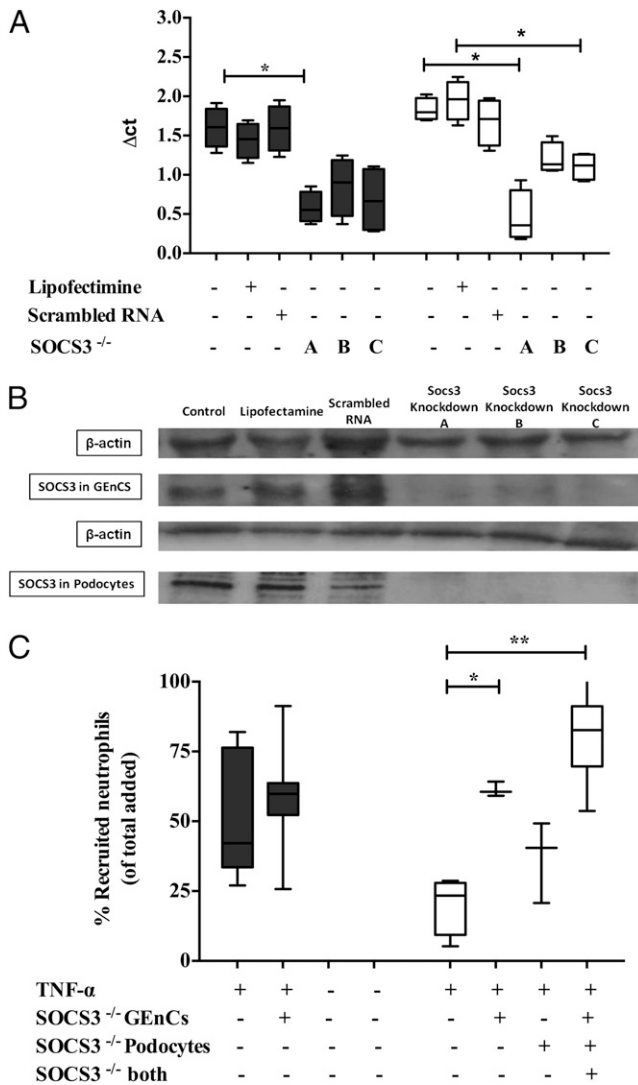 A
*
*
*
3.0
2.5
2.0
1.5
1.0
0.5
0.0
Δct
Lipofectimine - + - - - - - + - - - -
Scrambled RNA - - + - - - - - + - - -
SOCS3 -/- - - - A B C - - - A B C
B
Control Lipofectamine Scrambled RNA Socs3 Knockdown A Socs3 Knockdown B Socs3 Knockdown C
β-actin
SOCS3 in GEnCS
β-actin
SOCS3 in Podocytes
C
**
*
100
75
50
25
0
% Recruited neutrophils
(of total added)
TNF-α + + - - + + + +
SOCS3 -/- GEnCs - + - - - + - +
SOCS3 -/- Podocytes - - - - - - + +
SOCS3 -/- both - - - - - - - +